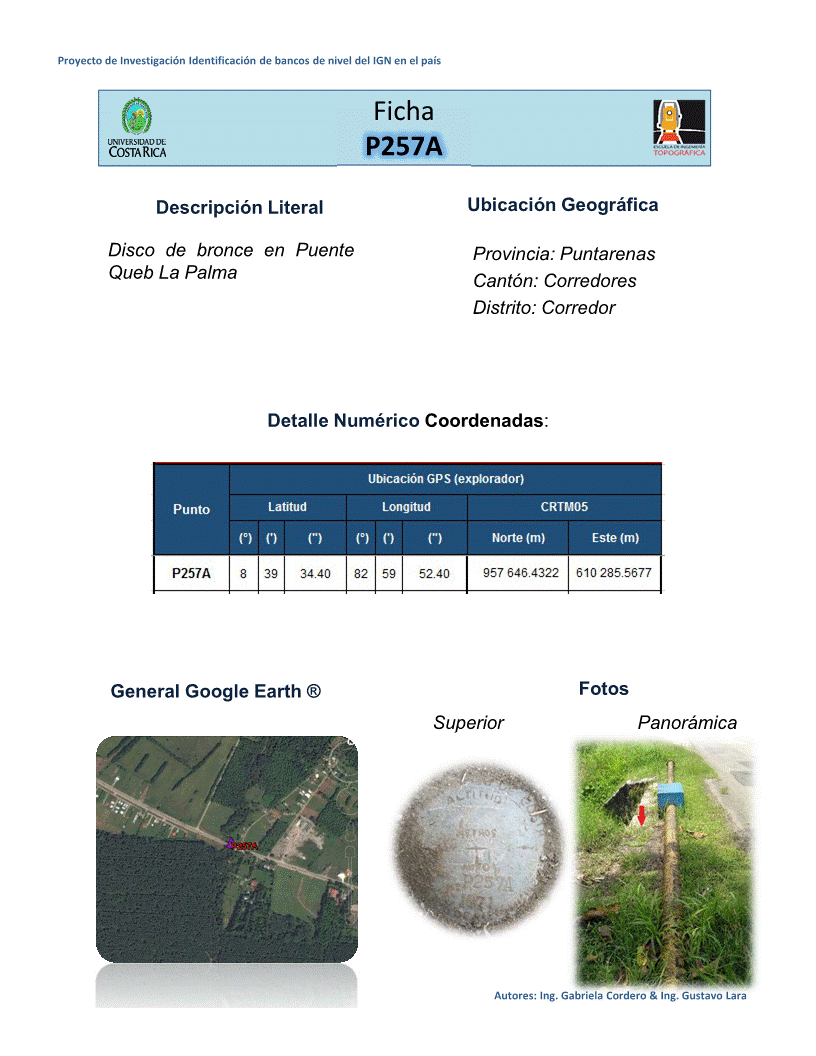 Proyecto de Investigación Identificación de bancos de nivel del IGN en el país
UNIVERSIDAD DE
COSTA RICA
Ficha
P257A
ESCUELA DE INGENIERÍA
TOPOGRÁFICA
Descripción Literal
Disco de bronce en Puente
Queb La Palma
Ubicación Geográfica
Provincia: Puntarenas
Cantón: Corredores
Distrito: Corredor
Detalle Numérico Coordenadas:
Punto
Ubicación GPS (explorador)
Latitud Longitud CRTM05
(°) (') (") (°) (') (") Norte (m) Este (m)
P257A 8 39 34.40 82 59 52.40 957 646.4322 610 285.5677
General Google Earth ®
Fotos
Superior Panorámica
P257A
ALTITUD
METROS
P257A
Autores: Ing. Gabriela Cordero & Ing. Gustavo Lara